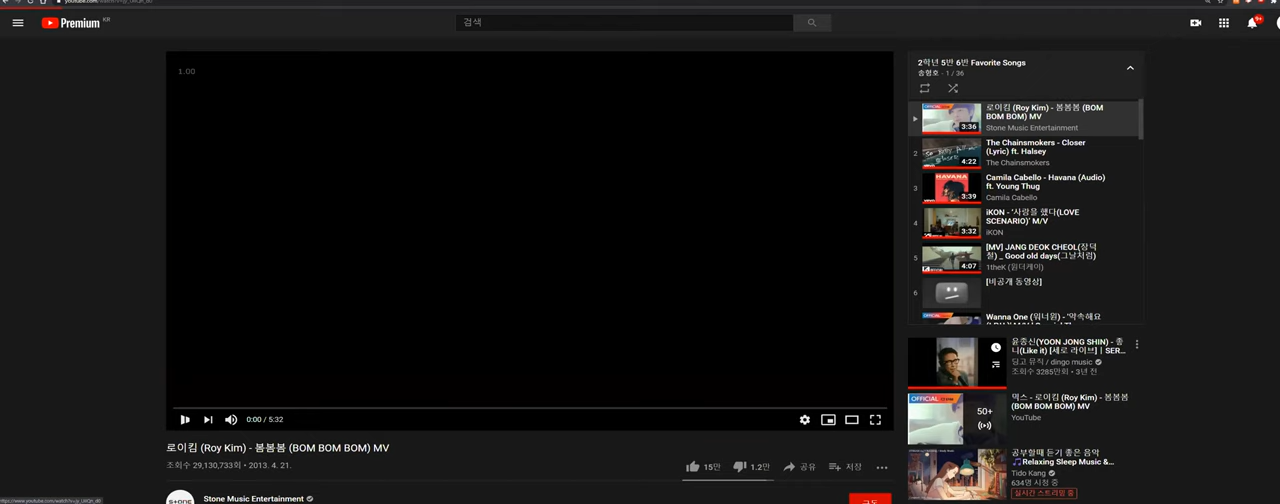 Premium KR
검색
9+
1.00
0:00 / 5:32
로이킴 (Roy Kim) - 봄봄봄 (BOM BOM BOM) MV
조회수 29,130,733회 • 2013. 4. 21.
15만
1.2만
공유
저장
Stone Music Entertainment
구독
2학년 5반 6반 Favorite Songs
송형호 - 1 / 36
로이킴 (Roy Kim) - 봄봄봄 (BOM
BOM BOM) MV
Stone Music Entertainment
3:36
2
The Chainsmokers - Closer
(Lyric) ft. Halsey
The Chainsmokers
4:22
3
Camila Cabello - Havana (Audio)
ft. Young Thug
Camila Cabello
HAVANA
3:39
4
iKON - '사랑을 했다(LOVE
SCENARIO)' M/V
iKON
3:32
5
[MV] JANG DEOK CHEOL(장덕
철) _ Good old days(그날처럼)
1theK (원더케이)
4:07
6
[비공개 동영상]
Wanna One (워너원) - '약속해요
윤종신(YOON JONG SHIN) - 좋
니(Like it) [세로 라이브] | SER...
딩고 뮤직 / dingo music
조회수 3285만회 • 3년 전
OFFICIAL
50+
믹스 - 로이킴 (Roy Kim) - 봄봄봄
(BOM BOM BOM) MV
YouTube
공부할때 듣기 좋은 음악
🎵Relaxing Sleep Music &...
Tido Kang
634명 시청 중
실시간 스트리밍 중